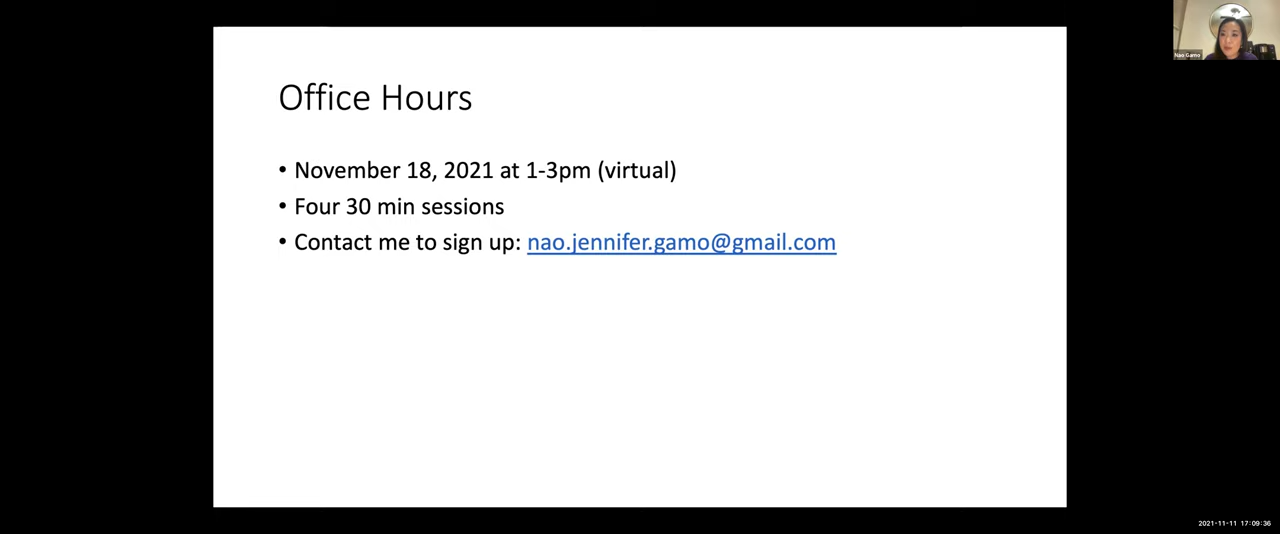 Nao Gamo
Office Hours
• November 18, 2021 at 1-3pm (virtual)
• Four 30 min sessions
• Contact me to sign up: nao.jennifer.gamo@gmail.com
2021-11-11 17:09:36